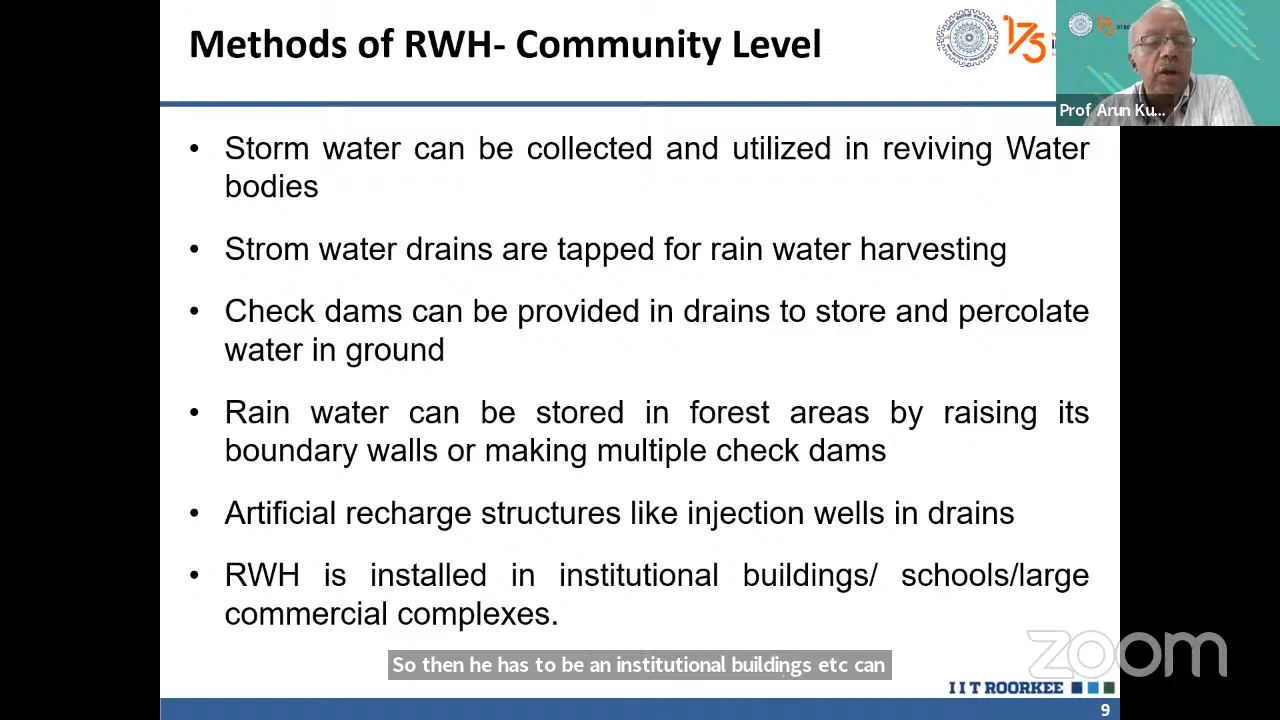 Methods of RWH- Community Level
175
Prof Arun Ku...
• Storm water can be collected and utilized in reviving Water
bodies
• Strom water drains are tapped for rain water harvesting
• Check dams can be provided in drains to store and percolate
water in ground
• Rain water can be stored in forest areas by raising its
boundary walls or making multiple check dams
• Artificial recharge structures like injection wells in drains
• RWH is installed in institutional buildings/ schools/large
commercial complexes.
So then he has to be an institutional buildings etc can
zoom
IIT ROORKEE
9